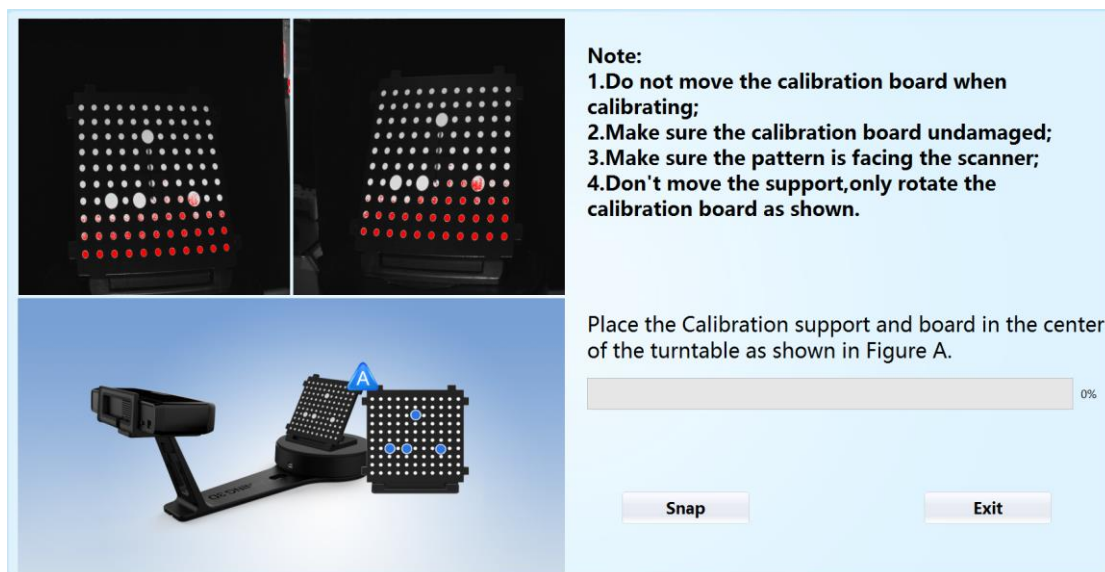 Note:
1.Do not move the calibration board when
calibrating;
2.Make sure the calibration board undamaged;
3.Make sure the pattern is facing the scanner;
4.Don't move the support,only rotate the
calibration board as shown.
Place the Calibration support and board in the center
of the turntable as shown in Figure A.
0%
A
Snap
Exit